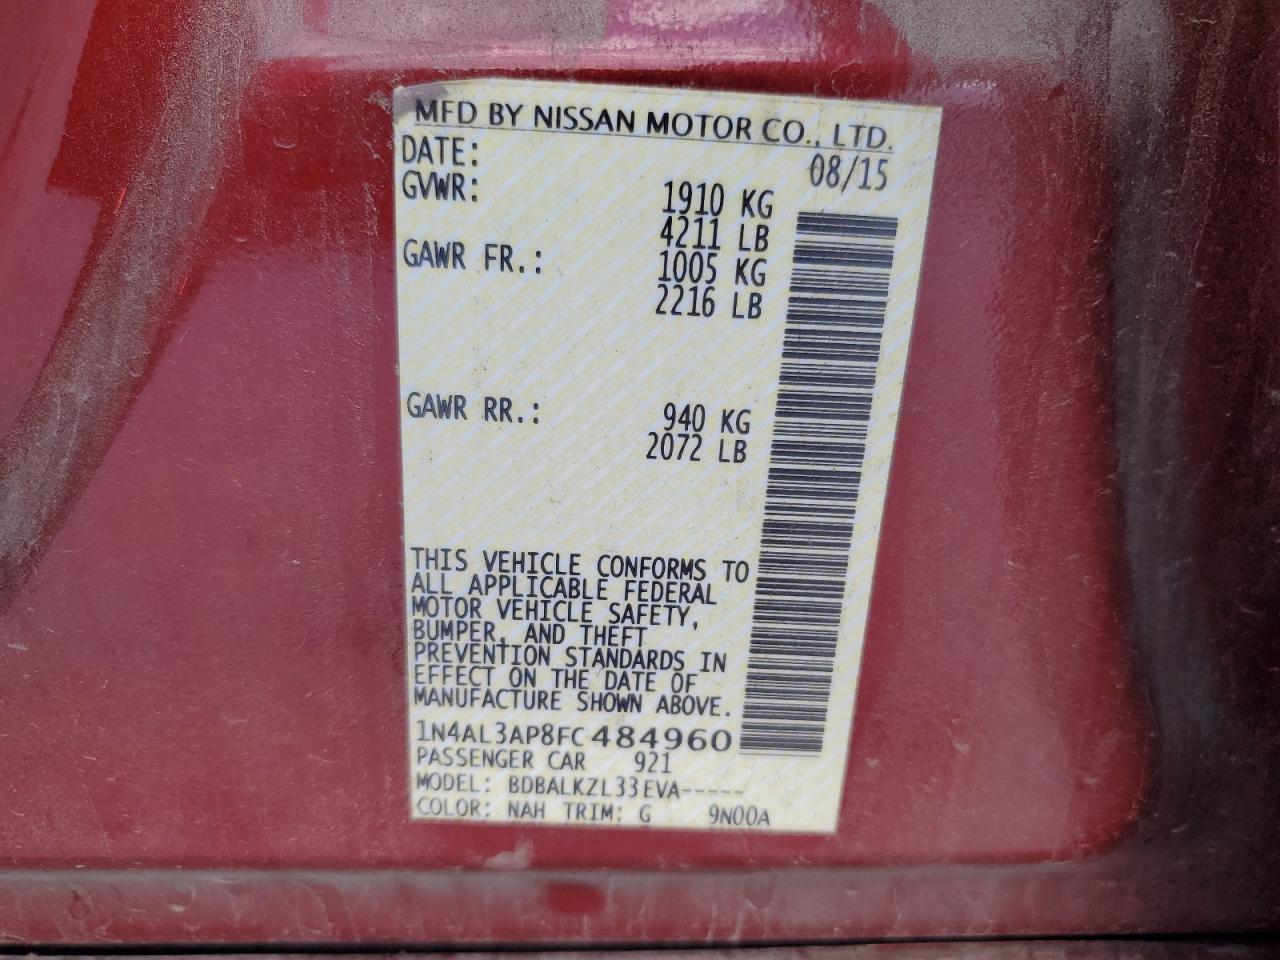 MFD BY NISSAN MOTOR CO., LTD.
DATE: 08/15
GVWR: 1910 KG
4211 LB
GAWR FR.: 1005 KG
2216 LB
GAWR RR.: 940 KG
2072 LB
THIS VEHICLE CONFORMS TO
ALL APPLICABLE FEDERAL
MOTOR VEHICLE SAFETY,
BUMPER, AND THEFT
PREVENTION STANDARDS IN
EFFECT ON THE DATE OF
MANUFACTURE SHOWN ABOVE.
1N4AL3AP8FC484960
PASSENGER CAR 921
MODEL: BDBALKZL33EVA-----
COLOR: NAH TRIM: G 9N00A